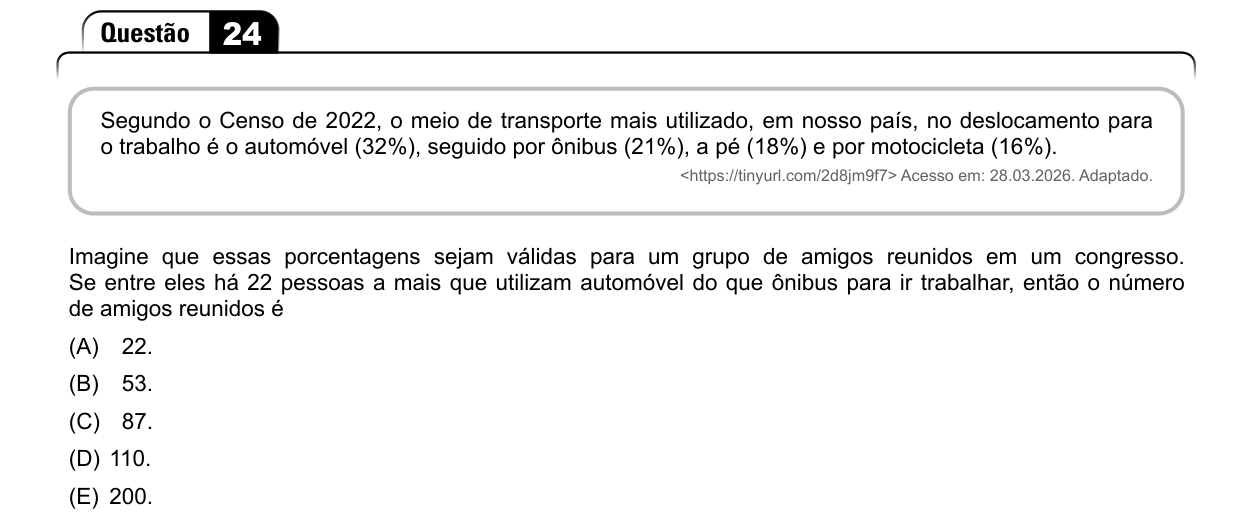 Questão 24
Segundo o Censo de 2022, o meio de transporte mais utilizado, em nosso país, no deslocamento para
o trabalho é o automóvel (32%), seguido por ônibus (21%), a pé (18%) e por motocicleta (16%).
<https://tinyurl.com/2d8jm9f7> Acesso em: 28.03.2026. Adaptado.
Imagine que essas porcentagens sejam válidas para um grupo de amigos reunidos em um congresso.
Se entre eles há 22 pessoas a mais que utilizam automóvel do que ônibus para ir trabalhar, então o número
de amigos reunidos é
(A) 22.
(B) 53.
(C) 87.
(D) 110.
(E) 200.